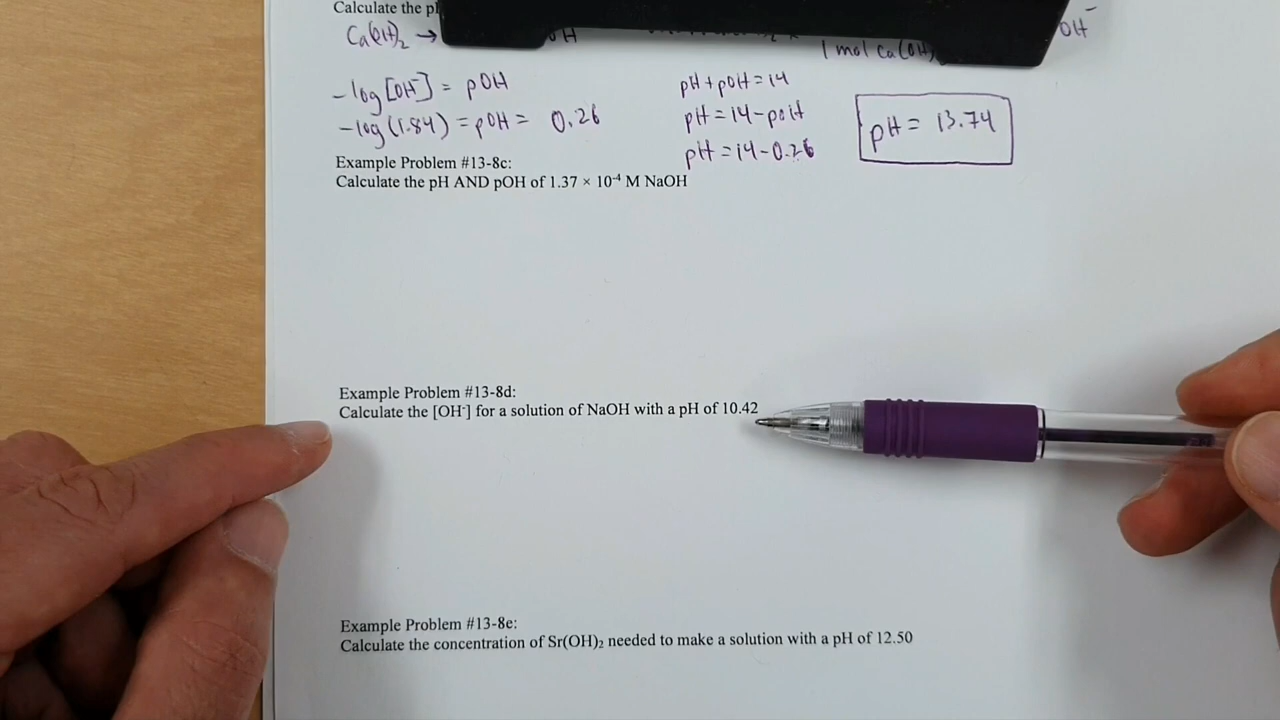 Calculate the
Ca(OH)₂ → OH
1 mol Ca(OH) OH⁻
-log[OH⁻] = pOH
-log(1.84) = pOH = 0.26
pH + pOH = 14
pH = 14 - pOH
pH = 14 - 0.26
pH = 13.74
Example Problem #13-8c:
Calculate the pH AND pOH of 1.37 × 10⁻⁴ M NaOH
Example Problem #13-8d:
Calculate the [OH⁻] for a solution of NaOH with a pH of 10.42
Example Problem #13-8e:
Calculate the concentration of Sr(OH)₂ needed to make a solution with a pH of 12.50